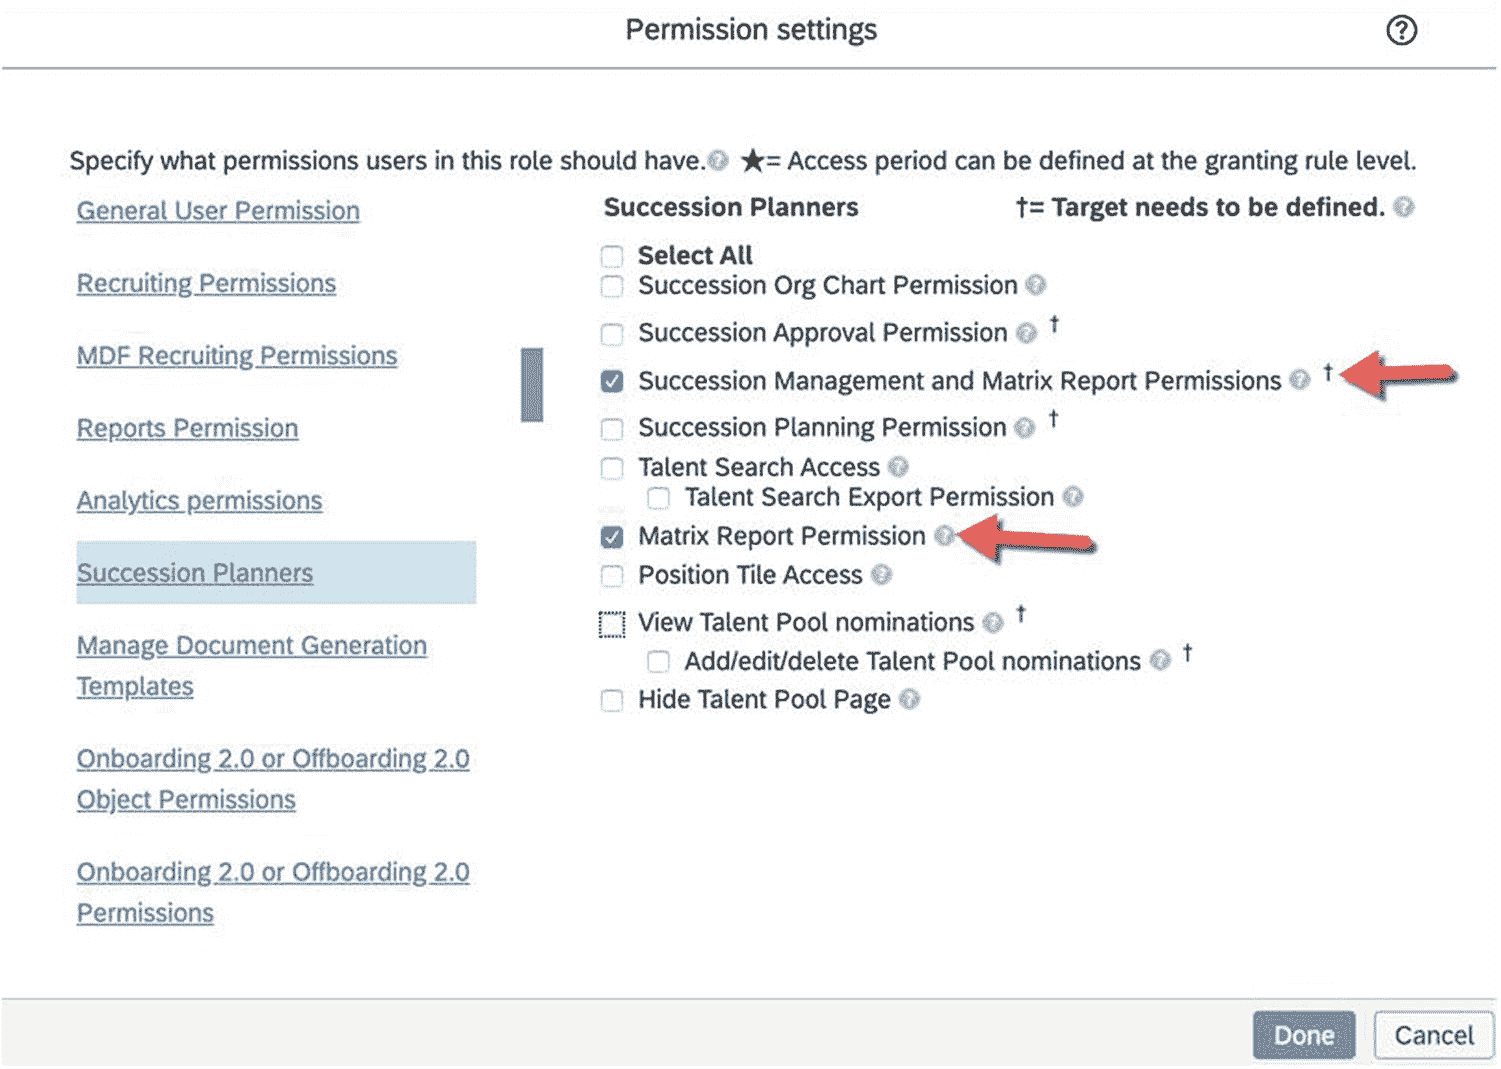 Permission settings
Specify what permissions users in this role should have. ★= Access period can be defined at the granting rule level.
General User Permission
Recruiting Permissions
MDF Recruiting Permissions
Reports Permission
Analytics permissions
Succession Planners
Manage Document Generation
Templates
Onboarding 2.0 or Offboarding 2.0
Object Permissions
Onboarding 2.0 or Offboarding 2.0
Permissions
Succession Planners †= Target needs to be defined.
Select All
Succession Org Chart Permission
Succession Approval Permission †
Succession Management and Matrix Report Permissions †
Succession Planning Permission †
Talent Search Access
Talent Search Export Permission
Matrix Report Permission
Position Tile Access
View Talent Pool nominations †
Add/edit/delete Talent Pool nominations †
Hide Talent Pool Page
Done Cancel